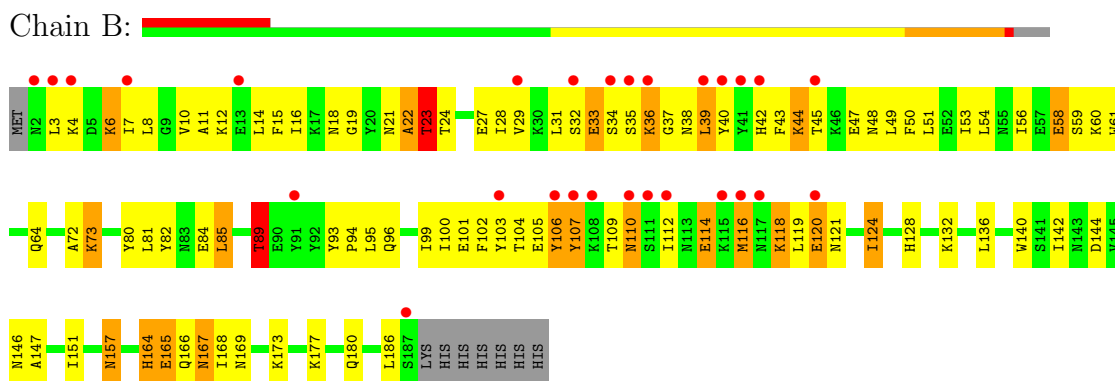 Chain B:
MET N2 L3 K4 D5 K6 I7 L8 G9 V10 A11 K12 E13 L14 F15 I16 K17 N18 G19 Y20 N21 A22 T23 T24 E27 I28 V29 K30 L31 S32 E33 S34 S35 K36 G37 N38 L39 Y40 Y41 H42 F43 K44 T45 K46 E47 N48 L49 F50 L51 E52 I53 L54 N55 I56 E57 E58 S59 K60 W61
Q64 A72 K73 Y80 L81 Y82 N83 E84 L85 T89 E90 Y91 Y92 Y93 P94 L95 Q96 I99 I100 E101 F102 Y103 T104 E105 Y106 Y107 K108 T109 N110 S111 I112 N113 E114 K115 M116 N117 K118 L119 E120 N121 I124 H128 K132 L136 W140 S141 I142 N143 D144 V145
N146 A147 I151 N157 H164 E165 Q166 N167 I168 N169 K173 K177 Q180 L186 S187 LYS HIS HIS HIS HIS HIS HIS